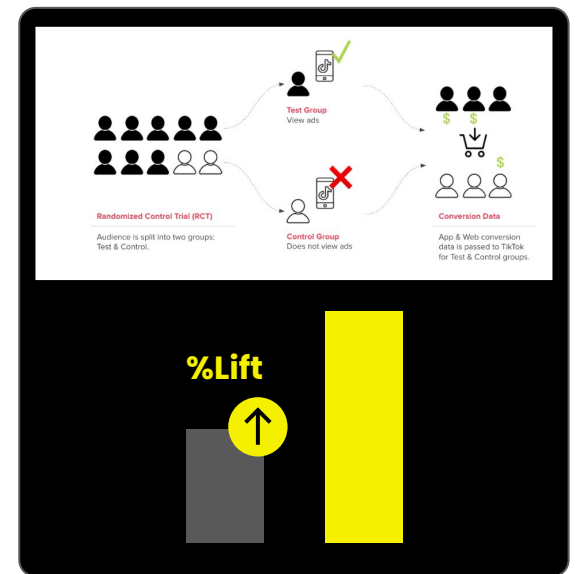 Test Group
View ads
$ $
$
Randomized Control Trial (RCT)
Audience is split into two groups:
Test & Control.
Control Group
Does not view ads
Conversion Data
App & Web conversion
data is passed to TikTok
for Test & Control groups.
%Lift